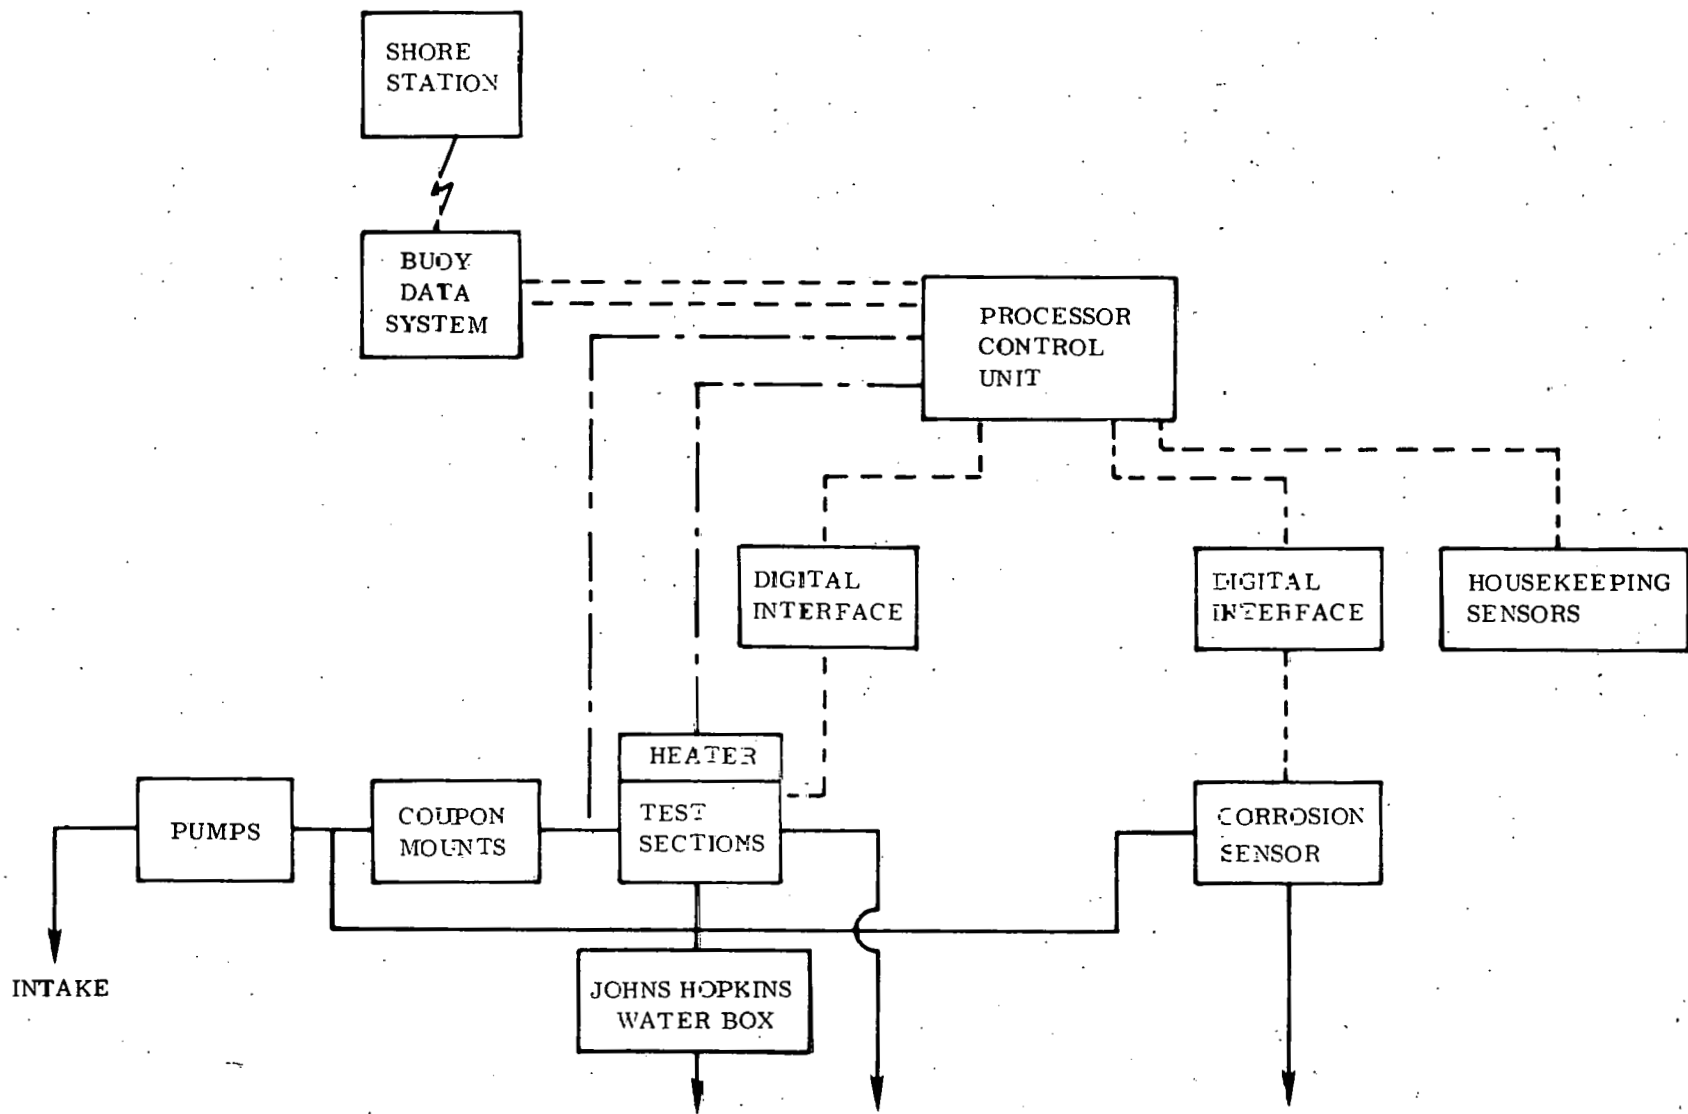 SHORE
STATION
BUOY
DATA
SYSTEM
PROCESSOR
CONTROL
UNIT
DIGITAL
INTERFACE
DIGITAL
INTERFACE
HOUSEKEEPING
SENSORS
HEATER
TEST
SECTIONS
PUMPS
COUPON
MOUNTS
CORROSION
SENSOR
INTAKE
JOHNS HOPKINS
WATER BOX